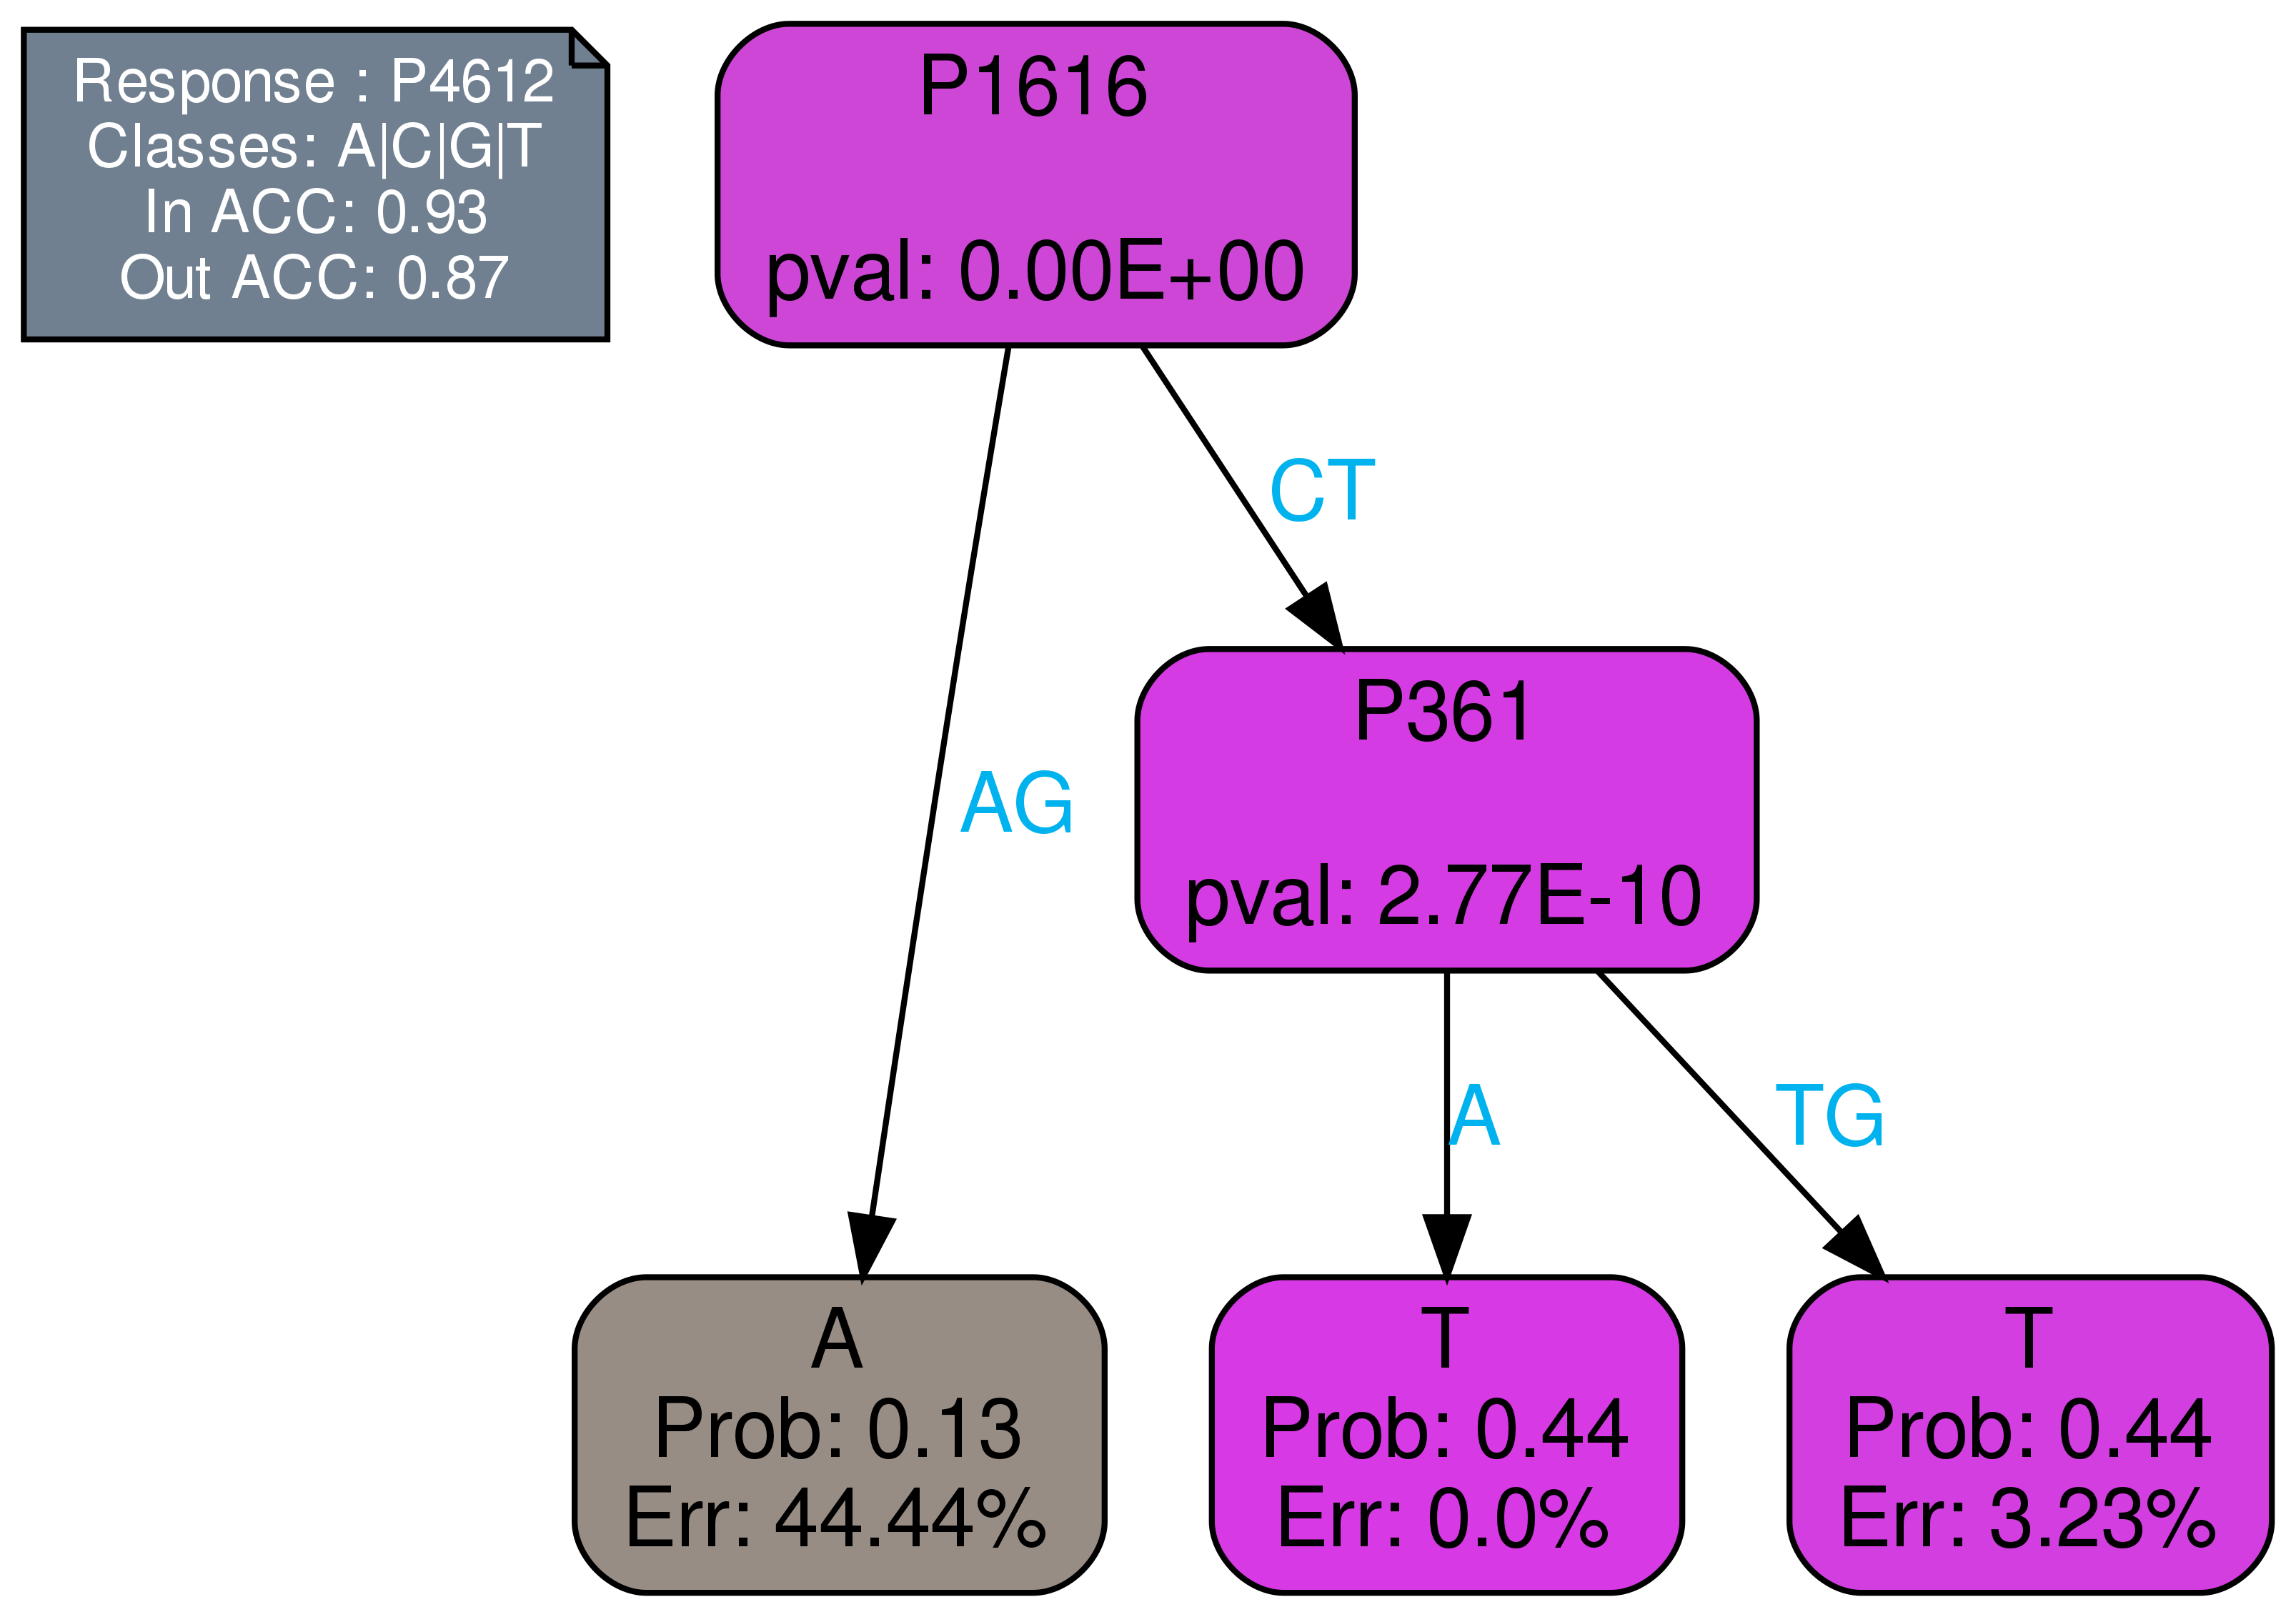 Response : P4612
Classes: A|C|G|T
In ACC: 0.93
Out ACC: 0.87
P1616
pval: 0.00E+00
CT
P361
pval: 2.77E-10
AG
A
TG
A
Prob: 0.13
Err: 44.44%
T
Prob: 0.44
Err: 0.0%
T
Prob: 0.44
Err: 3.23%